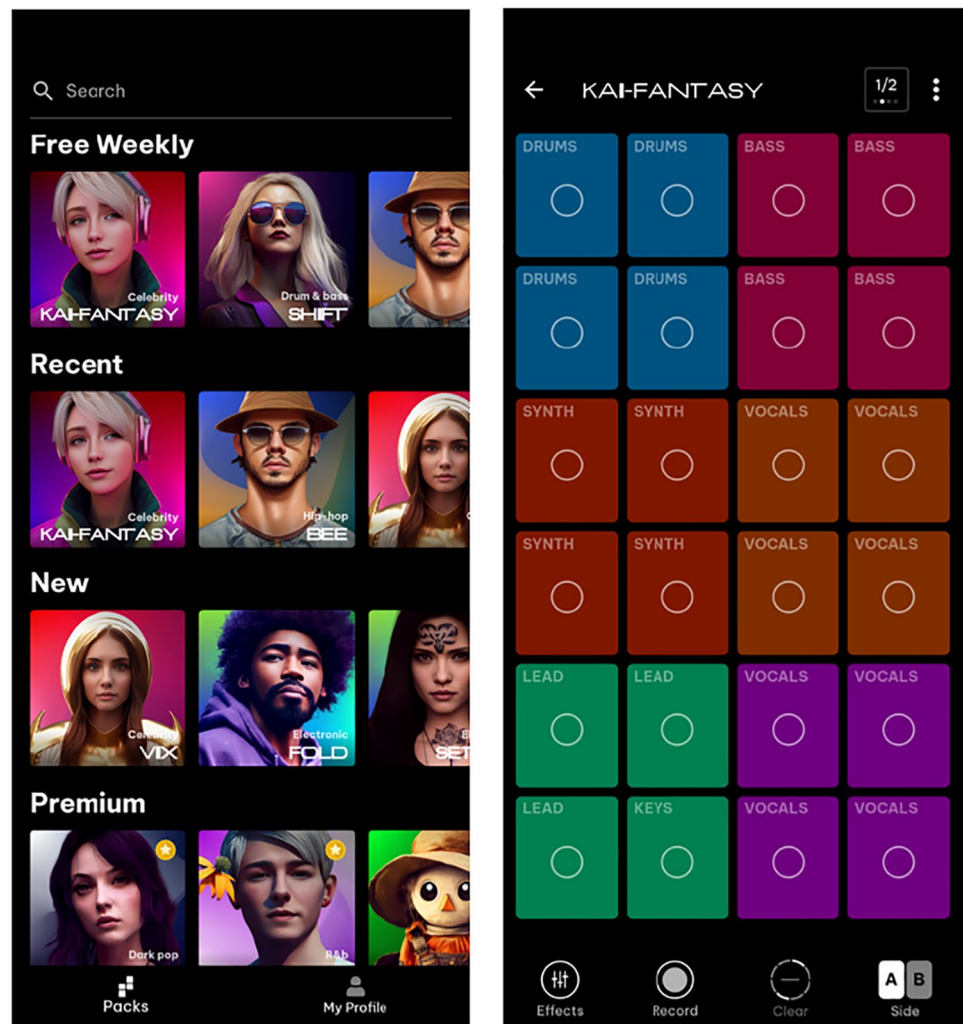 Search
Free Weekly
Celebrity
KAI-FANTASY
Drum & bass
SHIFT
Recent
Celebrity
KAI-FANTASY
Hip-hop
BEE
New
Celebrity
VIX
Electronic
FOLD
SET
Premium
Dark pop
R&b
Packs
My Profile
KAI-FANTASY
1/2
DRUMS DRUMS BASS BASS
DRUMS DRUMS BASS BASS
SYNTH SYNTH VOCALS VOCALS
SYNTH SYNTH VOCALS VOCALS
LEAD LEAD VOCALS VOCALS
LEAD KEYS VOCALS VOCALS
A B
Effects Record Clear Side